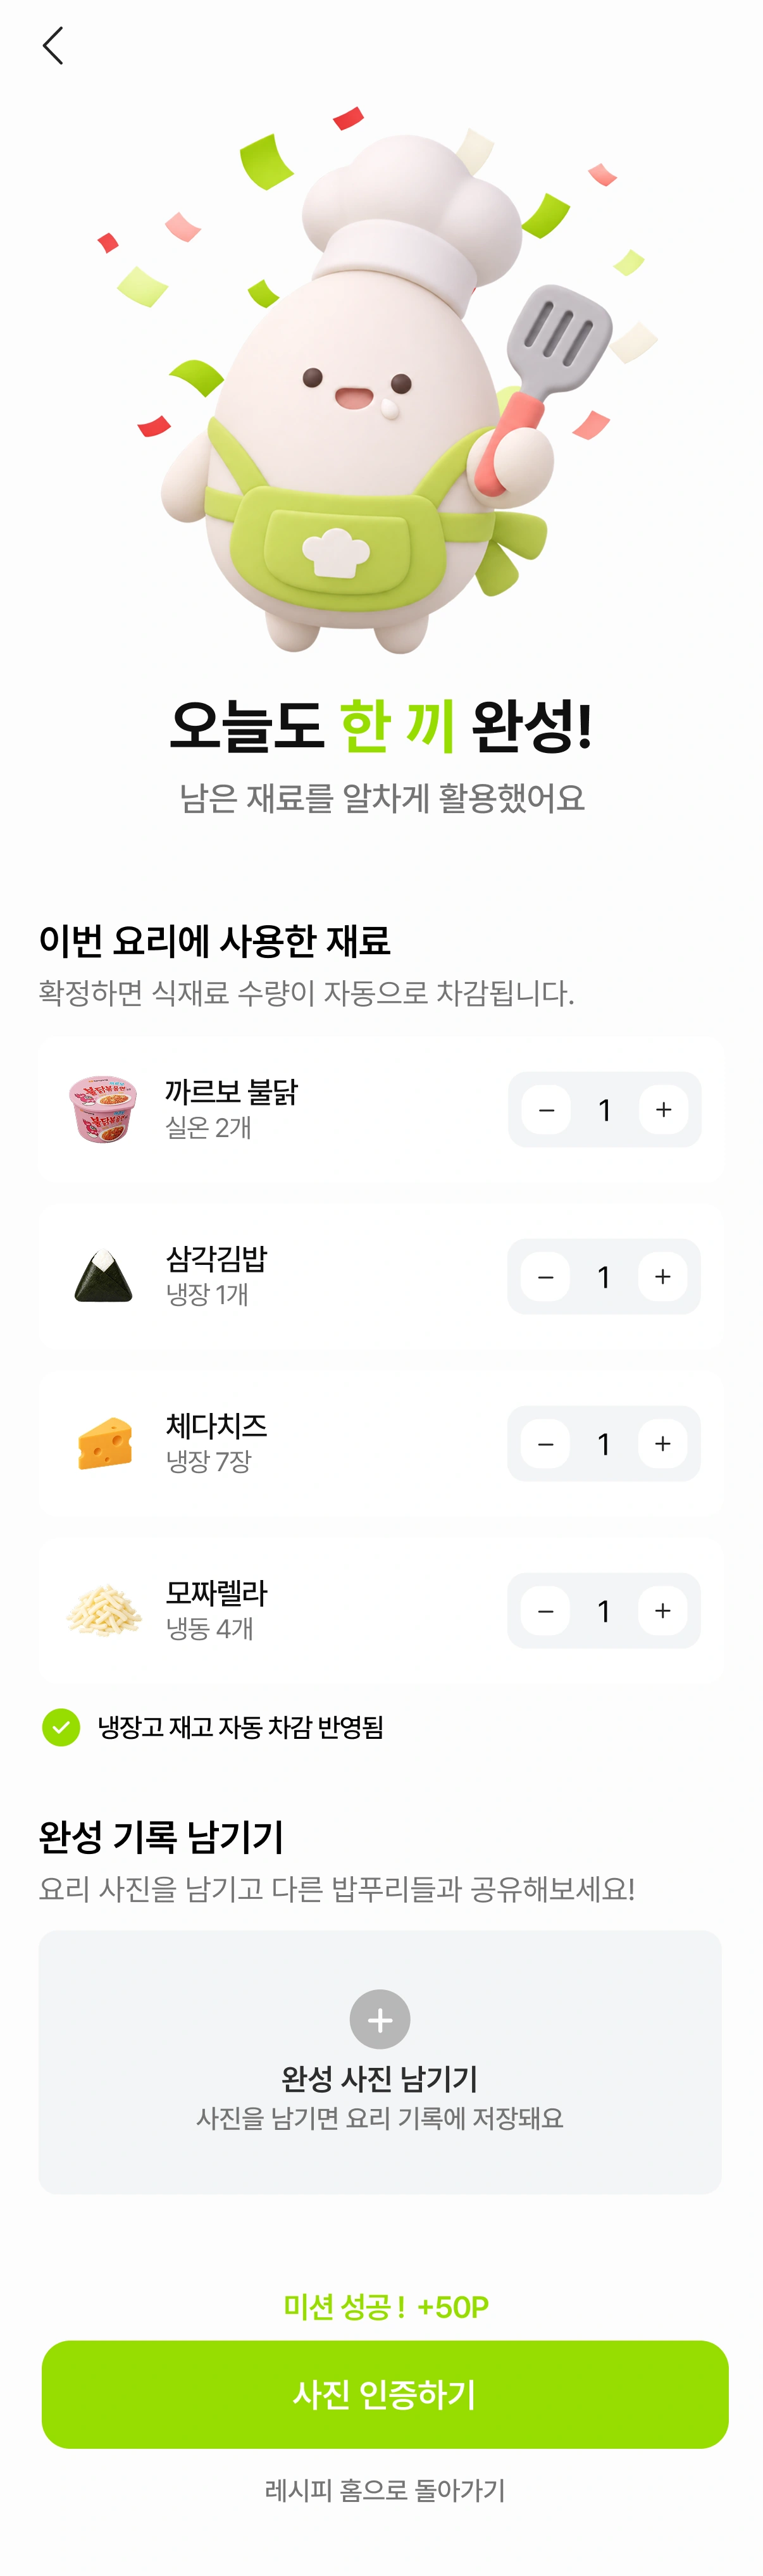 오늘도 한 끼 완성!
남은 재료를 알차게 활용했어요
이번 요리에 사용한 재료
확정하면 식재료 수량이 자동으로 차감됩니다.
까르보 불닭
실온 2개
− 1 +
삼각김밥
냉장 1개
− 1 +
체다치즈
냉장 7장
− 1 +
모짜렐라
냉동 4개
− 1 +
냉장고 재고 자동 차감 반영됨
완성 기록 남기기
요리 사진을 남기고 다른 밥푸리들과 공유해보세요!
완성 사진 남기기
사진을 남기면 요리 기록에 저장돼요
미션 성공 ! +50P
사진 인증하기
레시피 홈으로 돌아가기